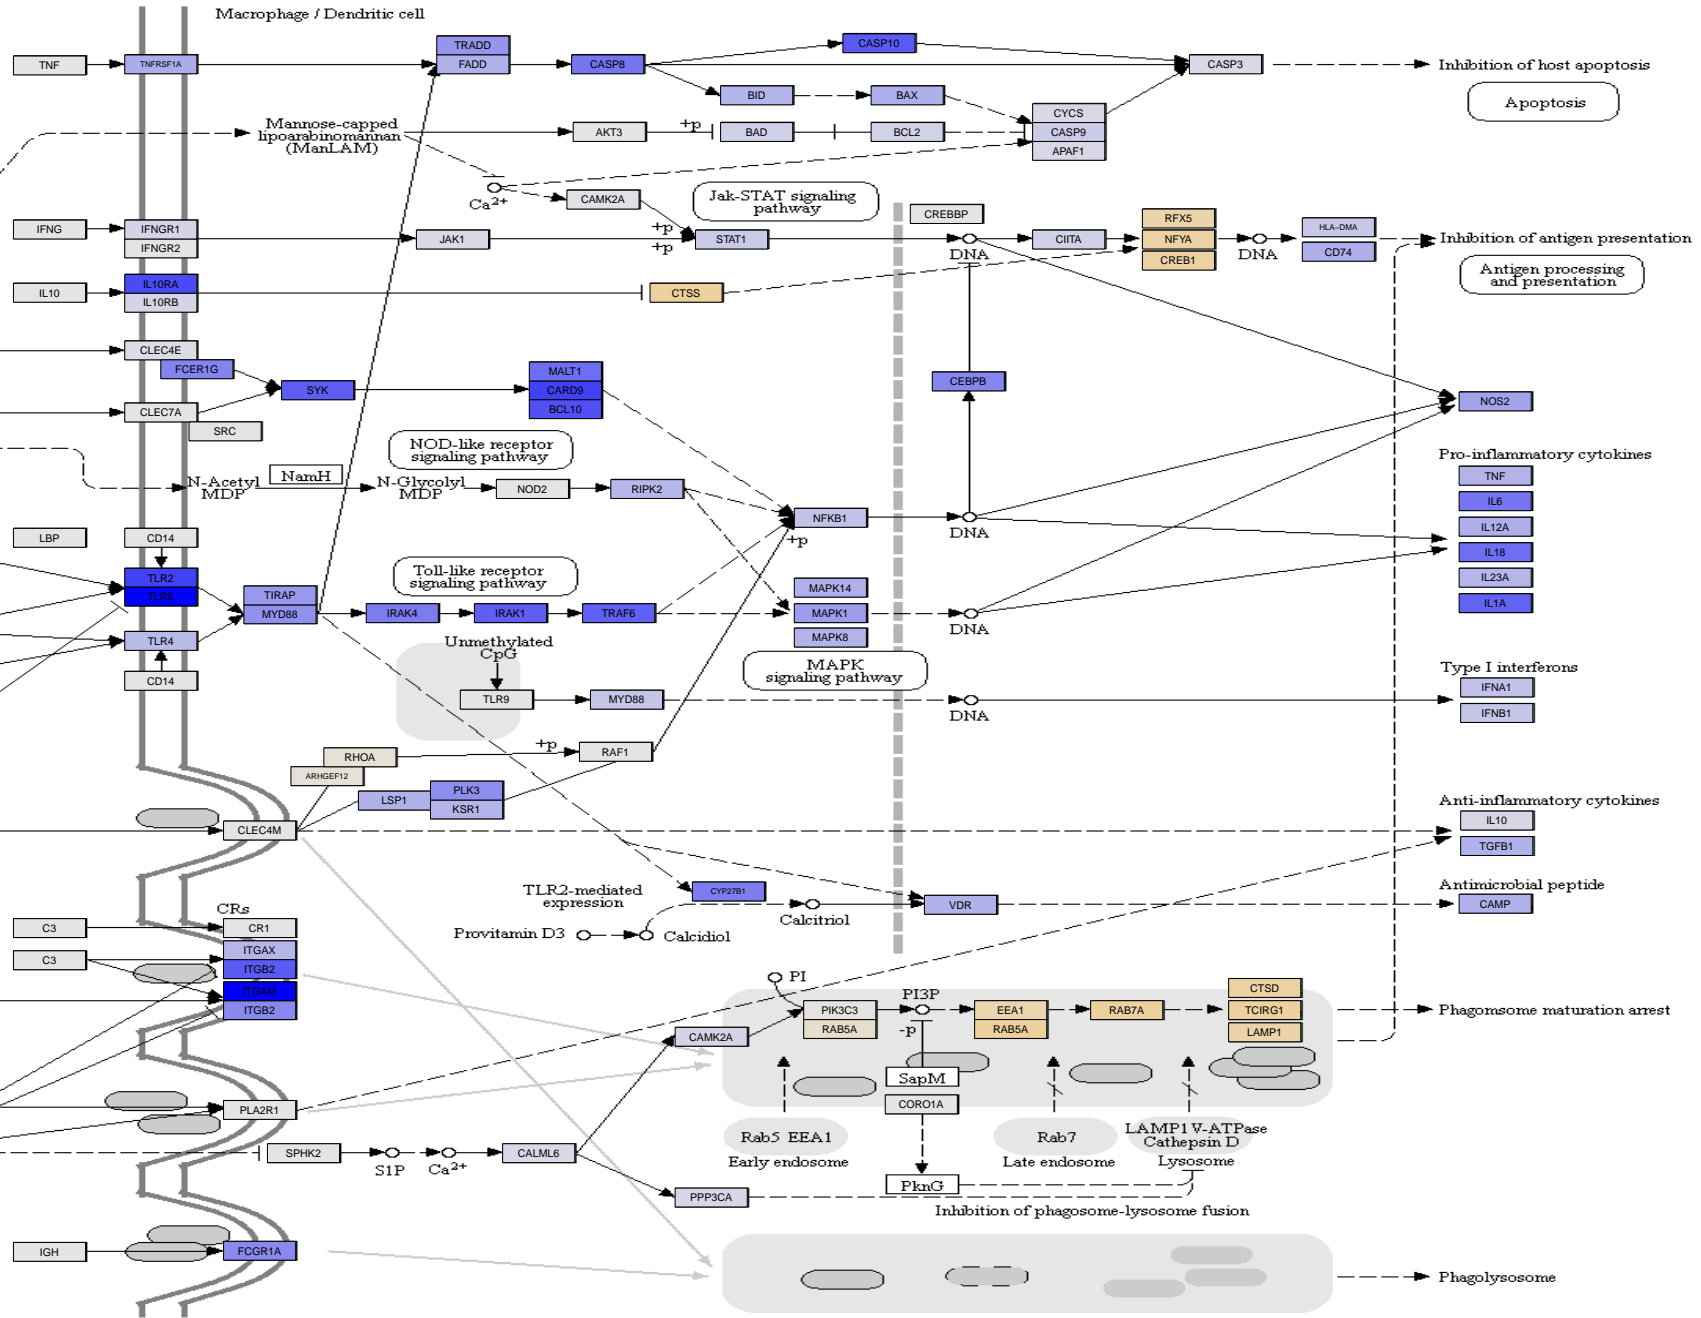 Macrophage / Dendritic cell
TNF
TNFRSF1A
TRADD
FADD
CASP8
CASP10
CASP3
Inhibition of host apoptosis
Apoptosis
BID
BAX
CYCS
CASP9
APAF1
Mannose-capped
lipoarabinomannan
(ManLAM)
AKT3
+p
BAD
BCL2
Ca2+
CAMK2A
Jak-STAT signaling
pathway
IFNG
IFNGR1
IFNGR2
JAK1
+p
+p
STAT1
CREBBP
DNA
CIITA
RFX5
NFYA
CREB1
DNA
HLA-DMA
CD74
Inhibition of antigen presentation
Antigen processing
and presentation
IL10
IL10RA
IL10RB
CTSS
CLEC4E
FCER1G
SYK
MALT1
CARD9
BCL10
CEBPB
NOS2
CLEC7A
SRC
NOD-like receptor
signaling pathway
N-Acetyl
MDP
NamH
N-Glycolyl
MDP
NOD2
RIPK2
NFKB1
+p
DNA
Pro-inflammatory cytokines
TNF
IL6
IL12A
IL18
IL23A
IL1A
LBP
CD14
TLR2
TLR6
TLR4
CD14
TIRAP
MYD88
Toll-like receptor
signaling pathway
IRAK4
IRAK1
TRAF6
MAPK14
MAPK1
MAPK8
DNA
MAPK
signaling pathway
Unmethylated
CpG
TLR9
MYD88
DNA
Type I interferons
IFNA1
IFNB1
RHOA
ARHGEF12
+p
RAF1
LSP1
PLK3
KSR1
CLEC4M
Anti-inflammatory cytokines
IL10
TGFB1
TLR2-mediated
expression
CYP27B1
Calcitriol
VDR
Antimicrobial peptide
CAMP
Provitamin D3
Calcidiol
CRs
C3
CR1
C3
ITGAX
ITGB2
ITGAM
ITGB2
PI
PIK3C3
RAB5A
PI3P
-p
EEA1
RAB5A
RAB7A
CTSD
TCIRG1
LAMP1
Phagomsome maturation arrest
CAMK2A
SapM
CORO1A
PLA2R1
Rab5 EEA1
Early endosome
Rab7
Late endosome
LAMP1 V-ATPase
Cathepsin D
Lysosome
SPHK2
S1P
Ca2+
CALML6
PPP3CA
PknG
Inhibition of phagosome-lysosome fusion
IGH
FCGR1A
Phagolysosome